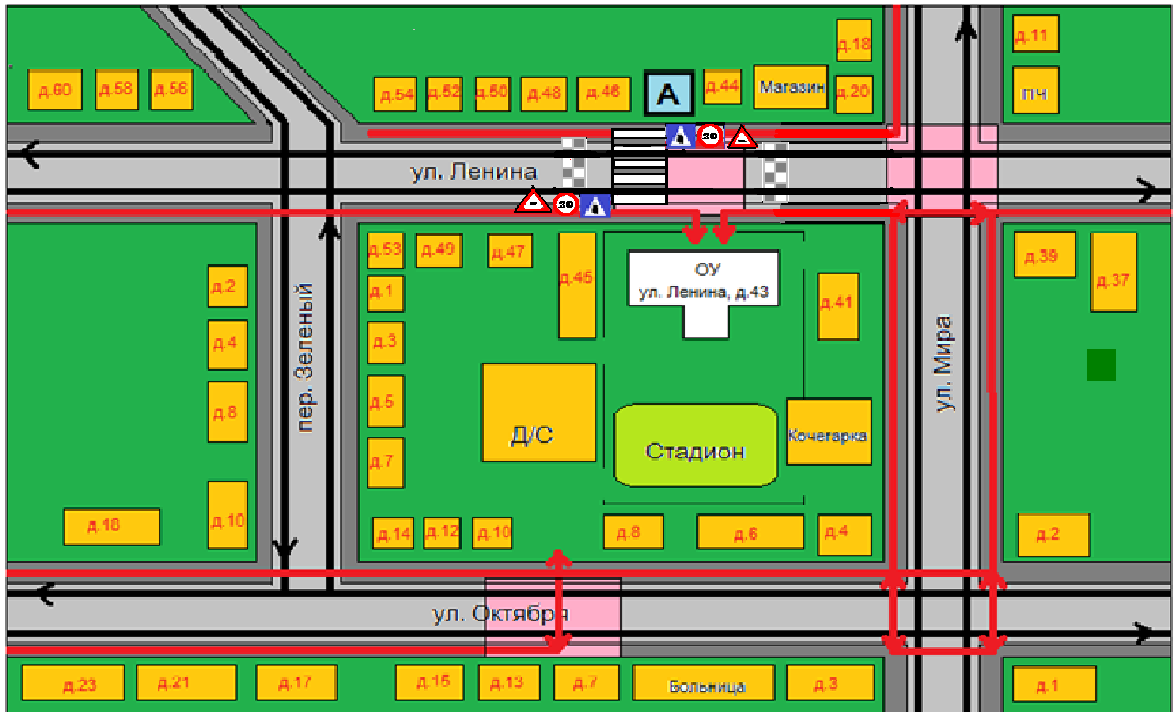 д.18
д.11
д.60
д.58
д.56
д.54
д.52
д.50
д.48
д.46
А
д.44
Магазин
д.20
ПЧ
30
ул. Ленина
30
д.53
д.49
д.47
д.45
ОУ
ул. Ленина, д.43
д.41
д.39
д.37
д.2
д.1
д.4
д.3
пер. Зеленый
ул. Мира
д.8
д.5
Д/С
Стадион
Кочегарка
д.7
д.18
д.10
д.14
д.12
д.10
д.8
д.6
д.4
д.2
ул. Октября
д.23
д.21
д.17
д.15
д.13
д.7
Больница
д.3
д.1